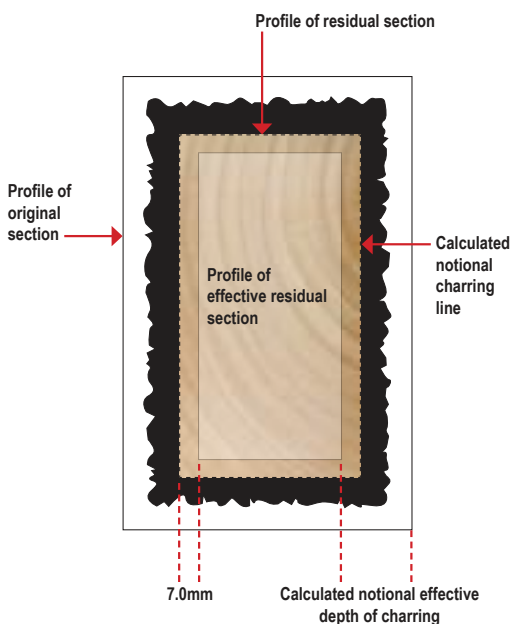 Profile of residual section
Profile of
original
section
Calculated
notional
charring
line
Profile of
effective residual
section
7.0mm
Calculated notional effective
depth of charring